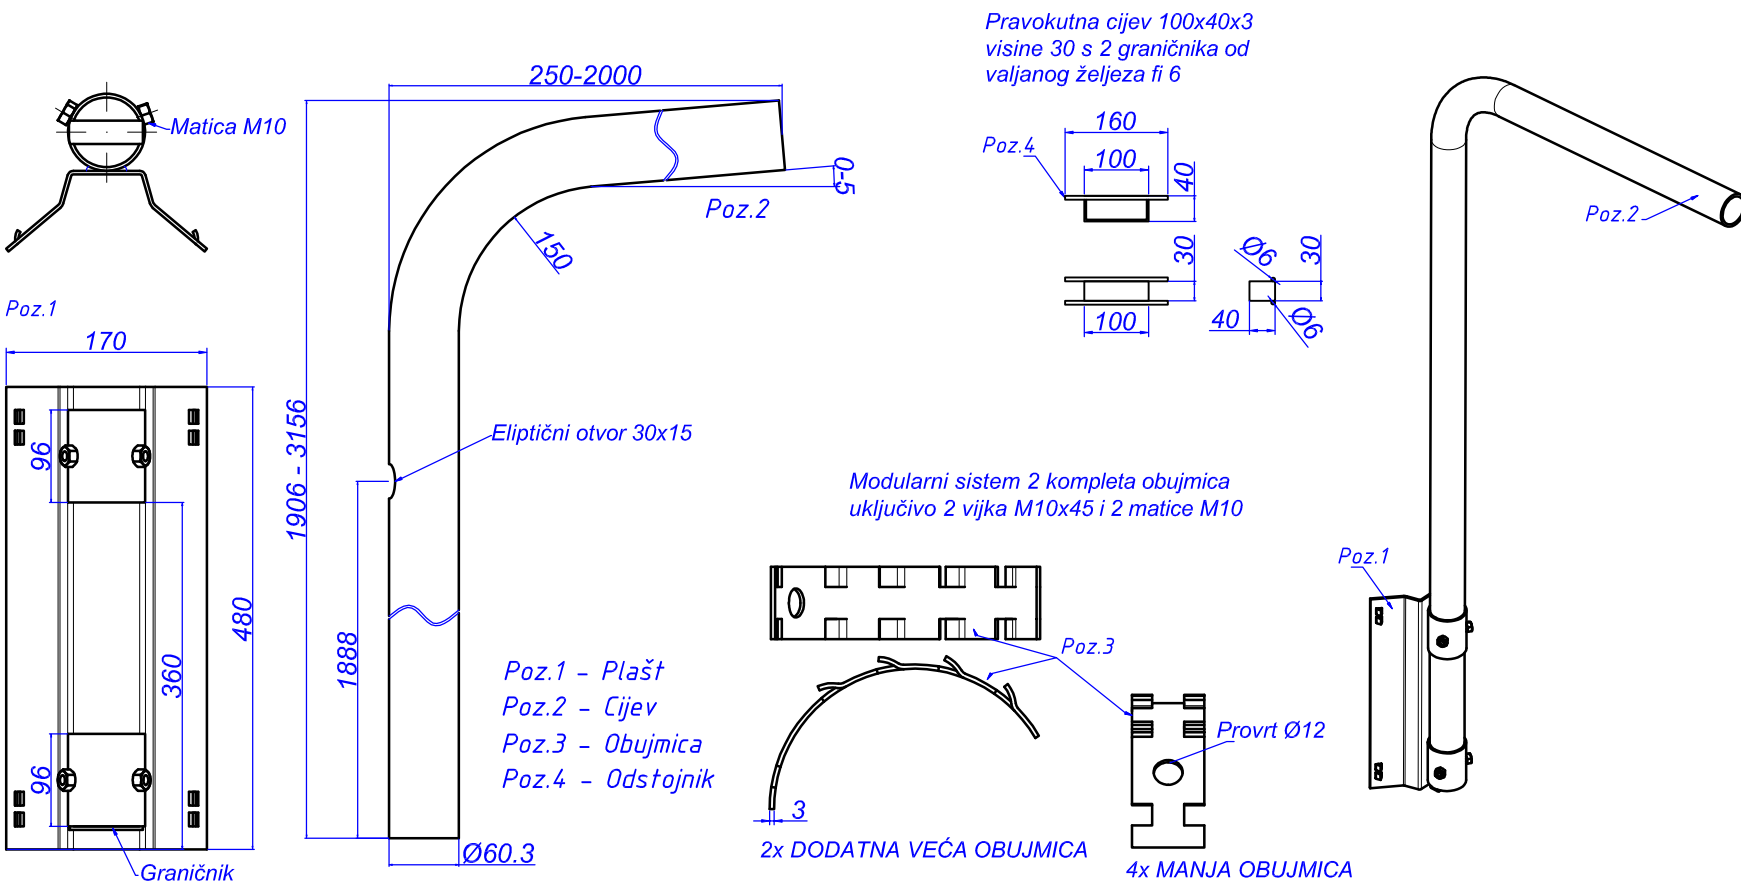 Pravokutna cijev 100x40x3
visine 30 s 2 graničnika od
valjanog željeza fi 6
250-2000
Matica M10
160
Poz.4
100
40
0-5
Poz.2
Poz.2
150
30
Ø6
30
100
40
Ø6
Poz.1
170
1906 - 3156
Eliptični otvor 30x15
96
Modularni sistem 2 kompleta obujmica
uključivo 2 vijka M10x45 i 2 matice M10
Poz.1
480
360
1888
Poz.3
Poz.1 - Plašt
Poz.2 - Cijev
Poz.3 - Obujmica
Poz.4 - Odstojnik
Provrt Ø12
96
3
Ø60.3
2x DODATNA VEĆA OBUJMICA
4x MANJA OBUJMICA
Graničnik